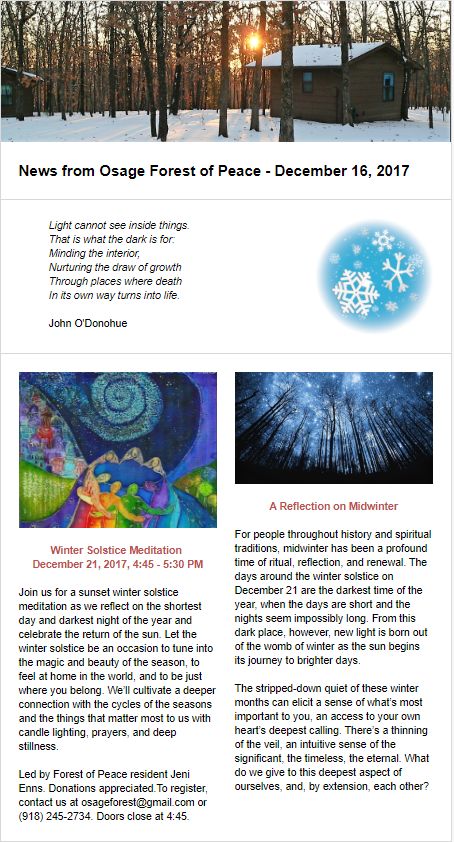 News from Osage Forest of Peace - December 16, 2017
Light cannot see inside things.
That is what the dark is for:
Minding the interior,
Nurturing the draw of growth
Through places where death
In its own way turns into life.
John O'Donohue
Winter Solstice Meditation
December 21, 2017, 4:45 - 5:30 PM
Join us for a sunset winter solstice
meditation as we reflect on the shortest
day and darkest night of the year and
celebrate the return of the sun. Let the
winter solstice be an occasion to tune into
the magic and beauty of the season, to
feel at home in the world, and to be just
where you belong. We'll cultivate a deeper
connection with the cycles of the seasons
and the things that matter most to us with
candle lighting, prayers, and deep
stillness.
Led by Forest of Peace resident Jeni
Enns. Donations appreciated.To register,
contact us at osageforest@gmail.com or
(918) 245-2734. Doors close at 4:45.
A Reflection on Midwinter
For people throughout history and spiritual
traditions, midwinter has been a profound
time of ritual, reflection, and renewal. The
days around the winter solstice on
December 21 are the darkest time of the
year, when the days are short and the
nights seem impossibly long. From this
dark place, however, new light is born out
of the womb of winter as the sun begins
its journey to brighter days.
The stripped-down quiet of these winter
months can elicit a sense of what's most
important to you, an access to your own
heart's deepest calling. There's a thinning
of the veil, an intuitive sense of the
significant, the timeless, the eternal. What
do we give to this deepest aspect of
ourselves, and, by extension, each other?